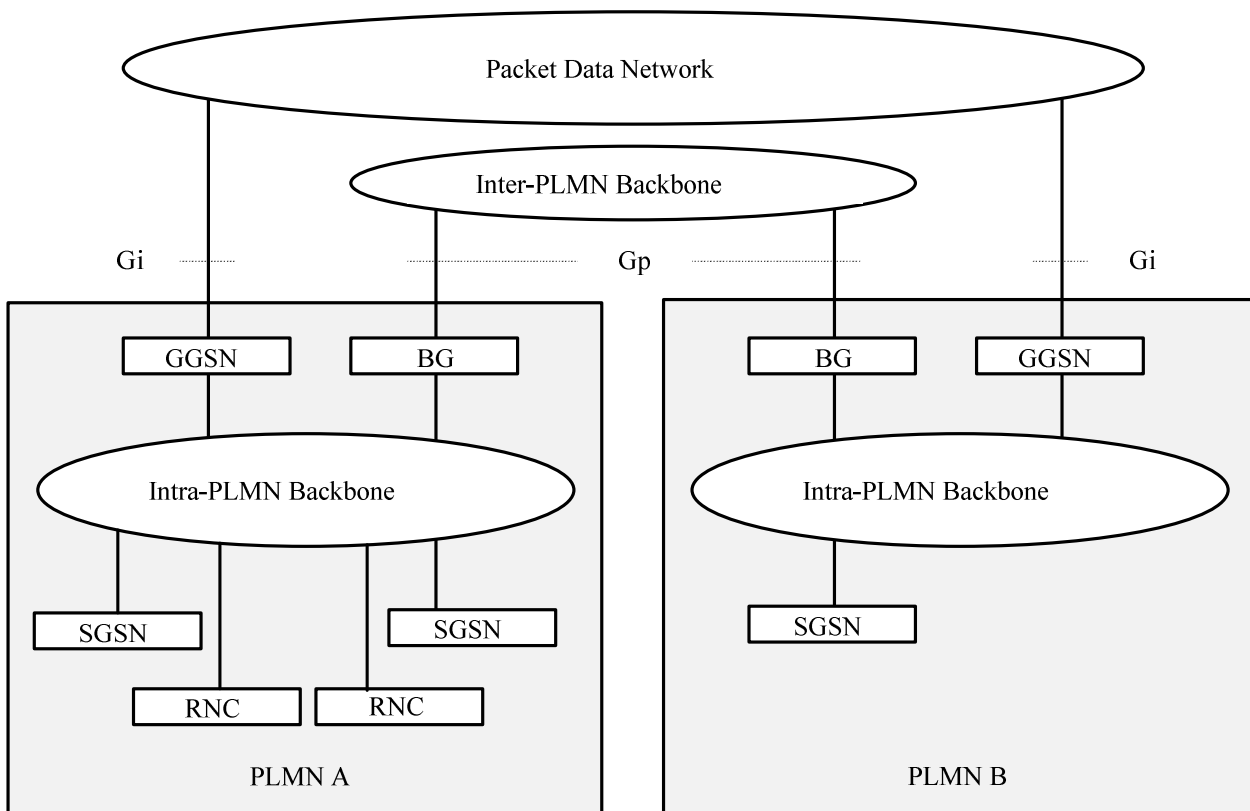 Packet Data Network
Inter-PLMN Backbone
Gi
Gp
Gi
GGSN
BG
BG
GGSN
Intra-PLMN Backbone
Intra-PLMN Backbone
SGSN
SGSN
SGSN
RNC
RNC
PLMN A
PLMN B